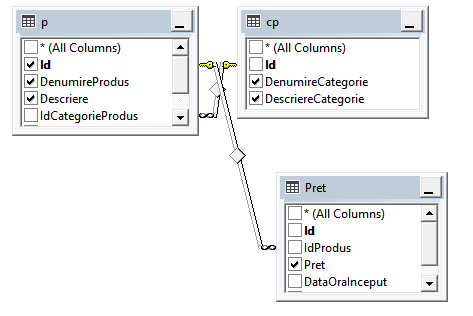 p
* (All Columns)
Id
DenumireProdus
Descriere
IdCategorieProdus
cp
* (All Columns)
Id
DenumireCategorie
DescriereCategorie
Pret
* (All Columns)
Id
IdProdus
Pret
DataOraInceput